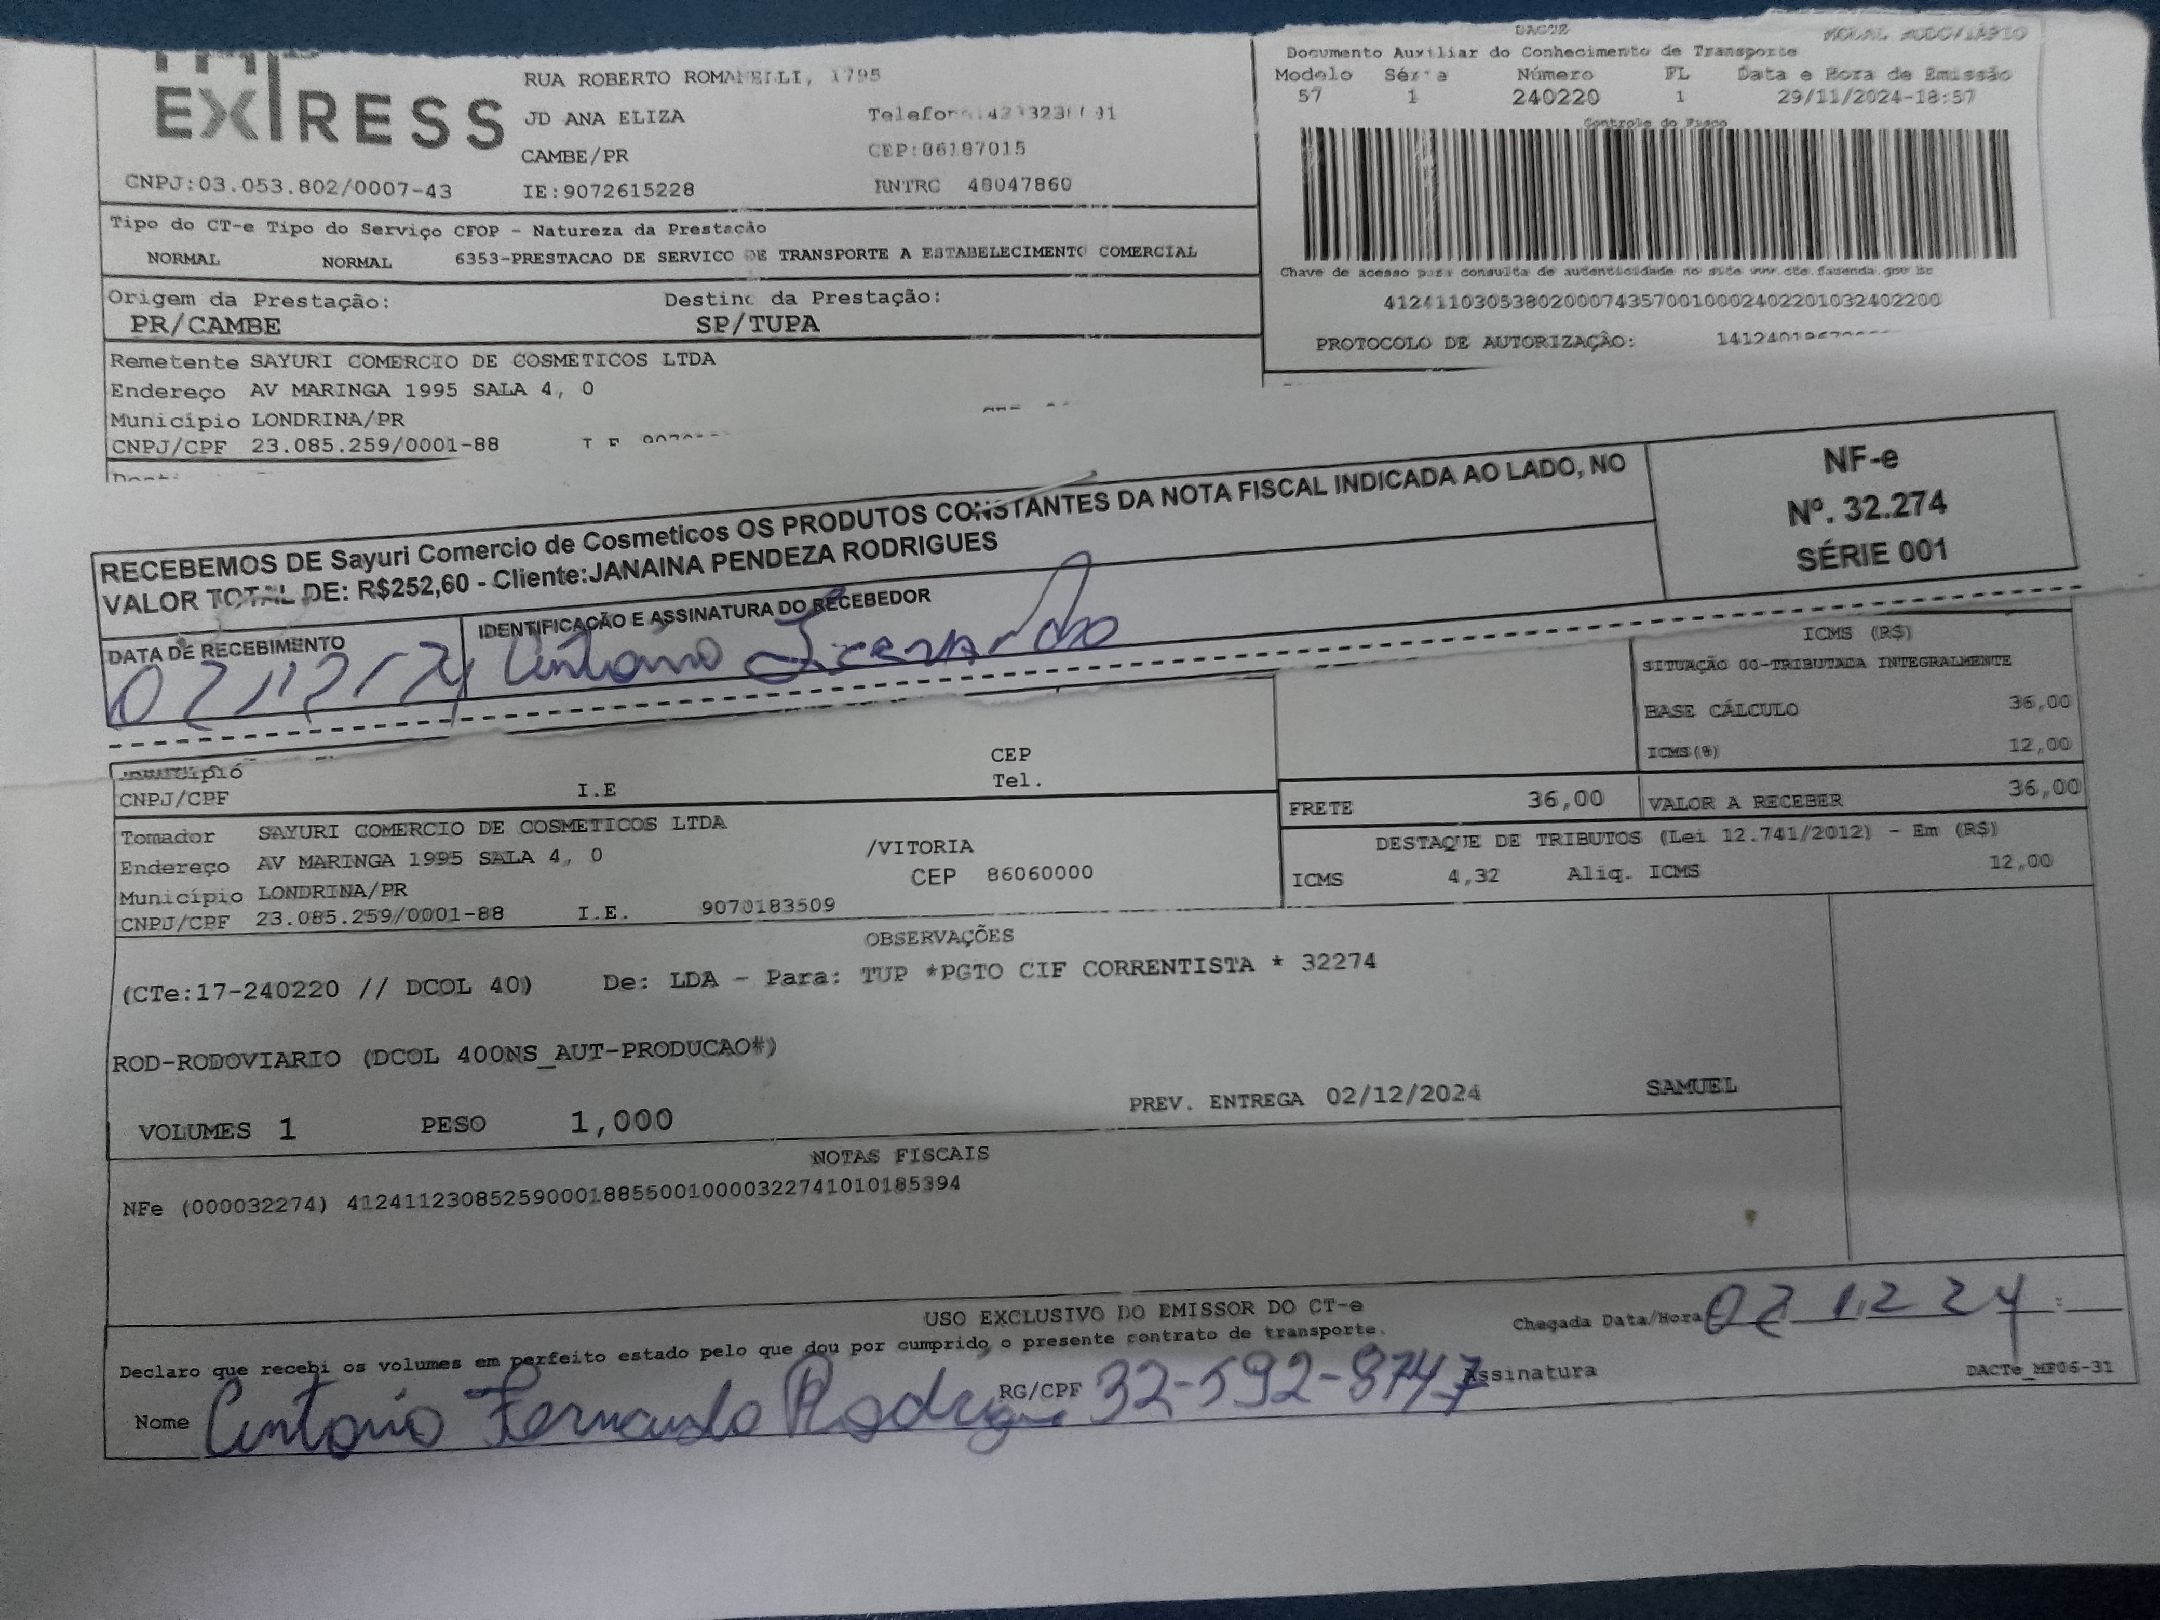 EXPRESS
RUA ROBERTO ROMANELLI, 1795
JD ANA ELIZA
CAMBE/PR CEP:86187015
CNPJ:03.053.802/0007-43 IE:9072615228 RNTRC 48047860
DACTE MODAL RODOVIÁRIO
Documento Auxiliar do Conhecimento de Transporte
Modelo Série Número FL Data e Hora de Emissão
57 1 240220 1 29/11/2024-18:57
Controle do Fisco
Chave de acesso para consulta de autenticidade no site www.cte.fazenda.gov.br
41241103053802000743570010002402201032402200
PROTOCOLO DE AUTORIZAÇÃO:
Tipo do CT-e Tipo do Serviço CFOP - Natureza da Prestação
NORMAL NORMAL 6353-PRESTACAO DE SERVICO DE TRANSPORTE A ESTABELECIMENTO COMERCIAL
Origem da Prestação: Destino da Prestação:
PR/CAMBE SP/TUPA
Remetente SAYURI COMERCIO DE COSMETICOS LTDA
Endereço AV MARINGA 1995 SALA 4, 0
Município LONDRINA/PR
CNPJ/CPF 23.085.259/0001-88
RECEBEMOS DE Sayuri Comercio de Cosmeticos OS PRODUTOS CONSTANTES DA NOTA FISCAL INDICADA AO LADO, NO
VALOR TOTAL DE: R$252,60 - Cliente:JANAINA PENDEZA RODRIGUES
NF-e
Nº. 32.274
SÉRIE 001
DATA DE RECEBIMENTO IDENTIFICAÇÃO E ASSINATURA DO RECEBEDOR
02/12/24 Antonio Fernando
ICMS (R$)
SITUAÇÃO 00-TRIBUTADA INTEGRALMENTE
BASE CÁLCULO 36,00
ICMS(%) 12,00
FRETE 36,00 VALOR A RECEBER 36,00
DESTAQUE DE TRIBUTOS (Lei 12.741/2012) - Em (R$)
ICMS 4,32 Aliq. ICMS 12,00
Município CEP
CNPJ/CPF I.E Tel.
Tomador SAYURI COMERCIO DE COSMETICOS LTDA
Endereço AV MARINGA 1995 SALA 4, 0 /VITORIA
Município LONDRINA/PR CEP 86060000
CNPJ/CPF 23.085.259/0001-88 I.E. 9070183509
OBSERVAÇÕES
(CTe:17-240220 // DCOL 40) De: LDA - Para: TUP *PGTO CIF CORRENTISTA * 32274
ROD-RODOVIARIO (DCOL 400NS_AUT-PRODUCAO*)
VOLUMES 1 PESO 1,000 PREV. ENTREGA 02/12/2024 SAMUEL
NOTAS FISCAIS
NFe (000032274) 41241123085259000188550010000322741010185394
USO EXCLUSIVO DO EMISSOR DO CT-e
Declaro que recebi os volumes em perfeito estado pelo que dou por cumprido o presente contrato de transporte. Chegada Data/Hora 02 12 24 :
Nome Antonio Fernando Rodrigues RG/CPF 32-592-8747 Assinatura DACTe_MF06-31